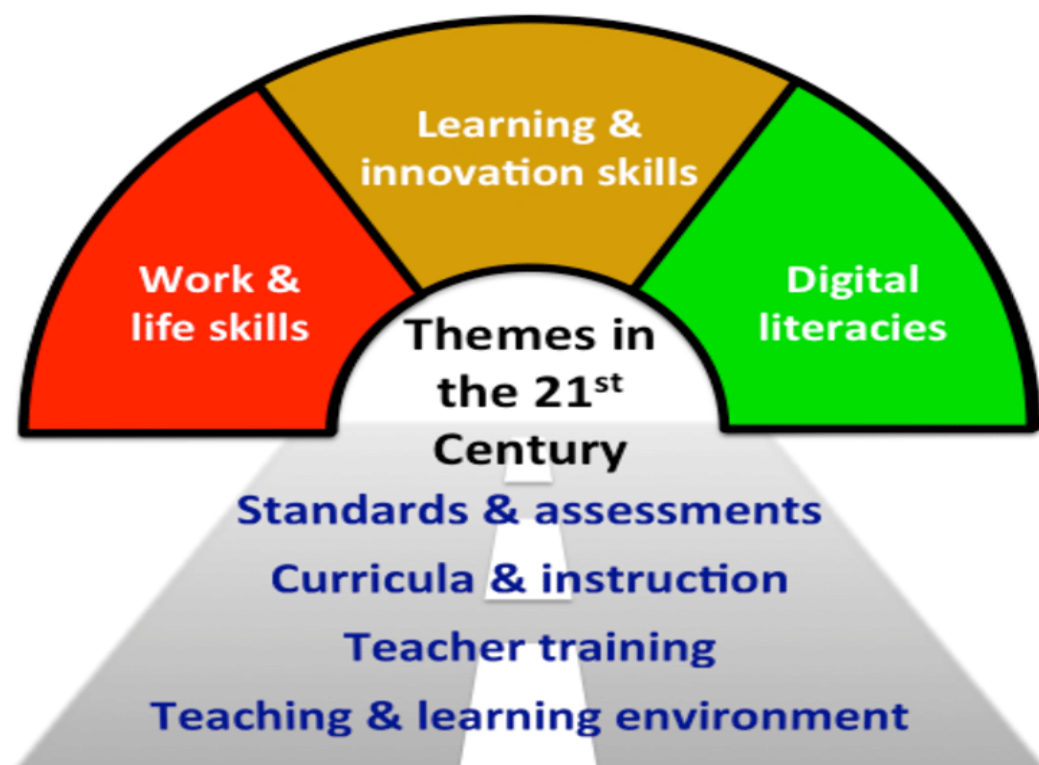 Learning &
innovation skills
Work &
life skills
Digital
literacies
Themes in
the 21st
Century
Standards & assessments
Curricula & instruction
Teacher training
Teaching & learning environment